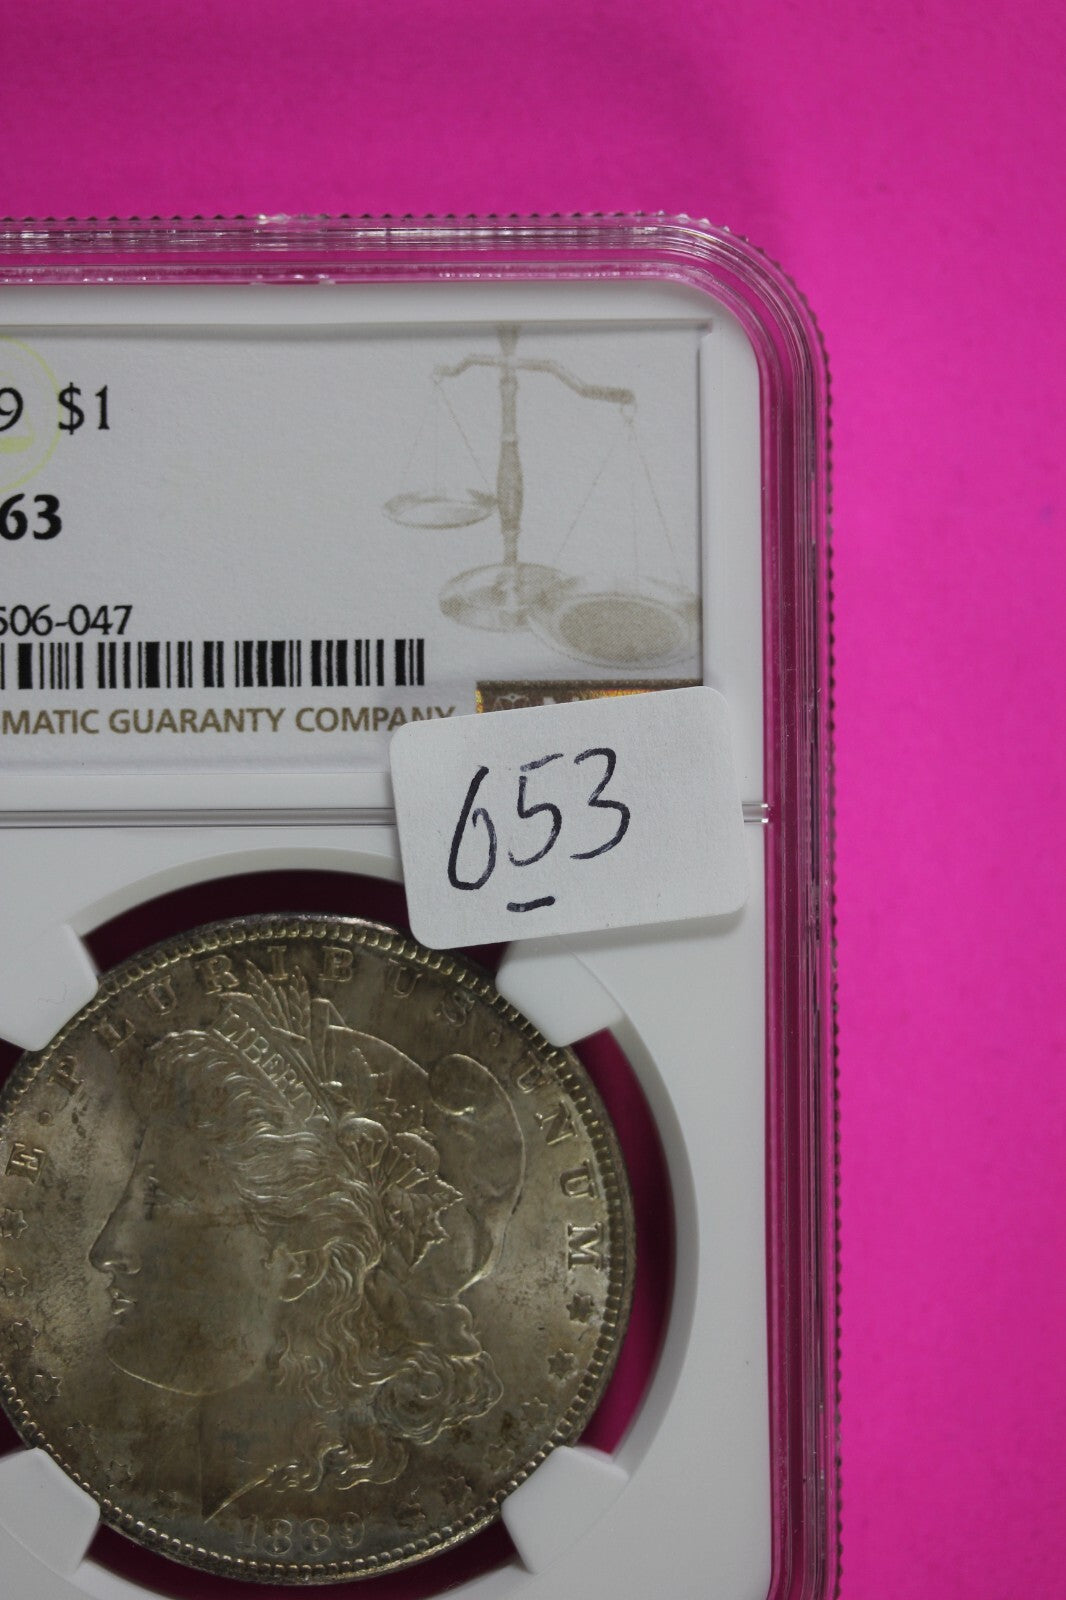 9 $1
63
506-047
MATIC GUARANTY COMPANY
653
E · PLURIBUS · UNUM
LIBERTY
1889